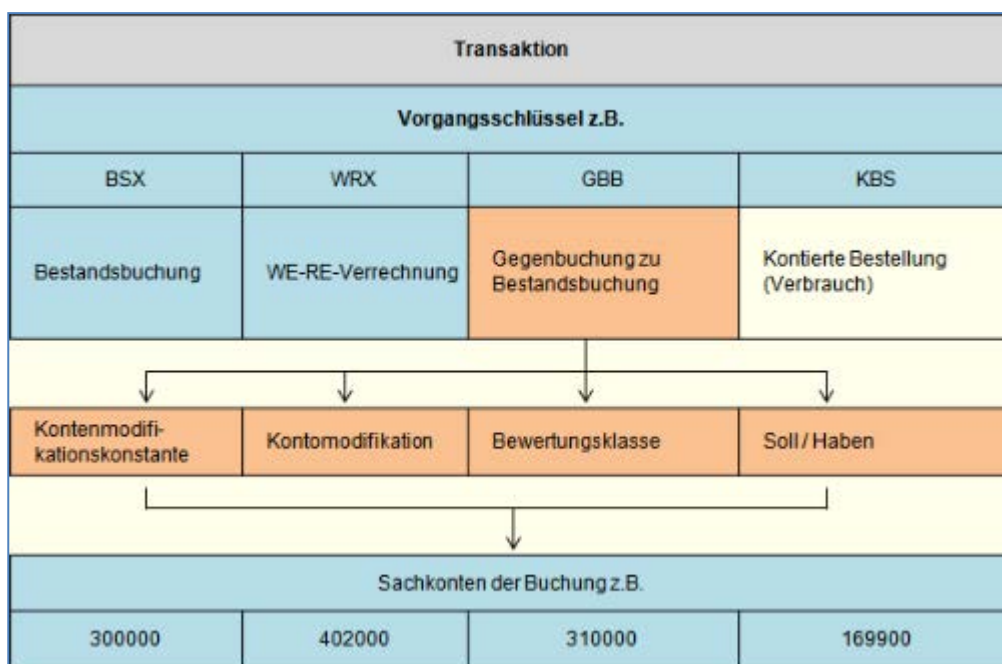 Transaktion
Vorgangsschlüssel z.B.
BSX
WRX
GBB
KBS
Bestandsbuchung
WE-RE-Verrechnung
Gegenbuchung zu
Bestandsbuchung
Kontierte Bestellung
(Verbrauch)
Kontenmodifi-
kationskonstante
Kontomodifikation
Bewertungsklasse
Soll / Haben
Sachkonten der Buchung z.B.
300000
402000
310000
169900